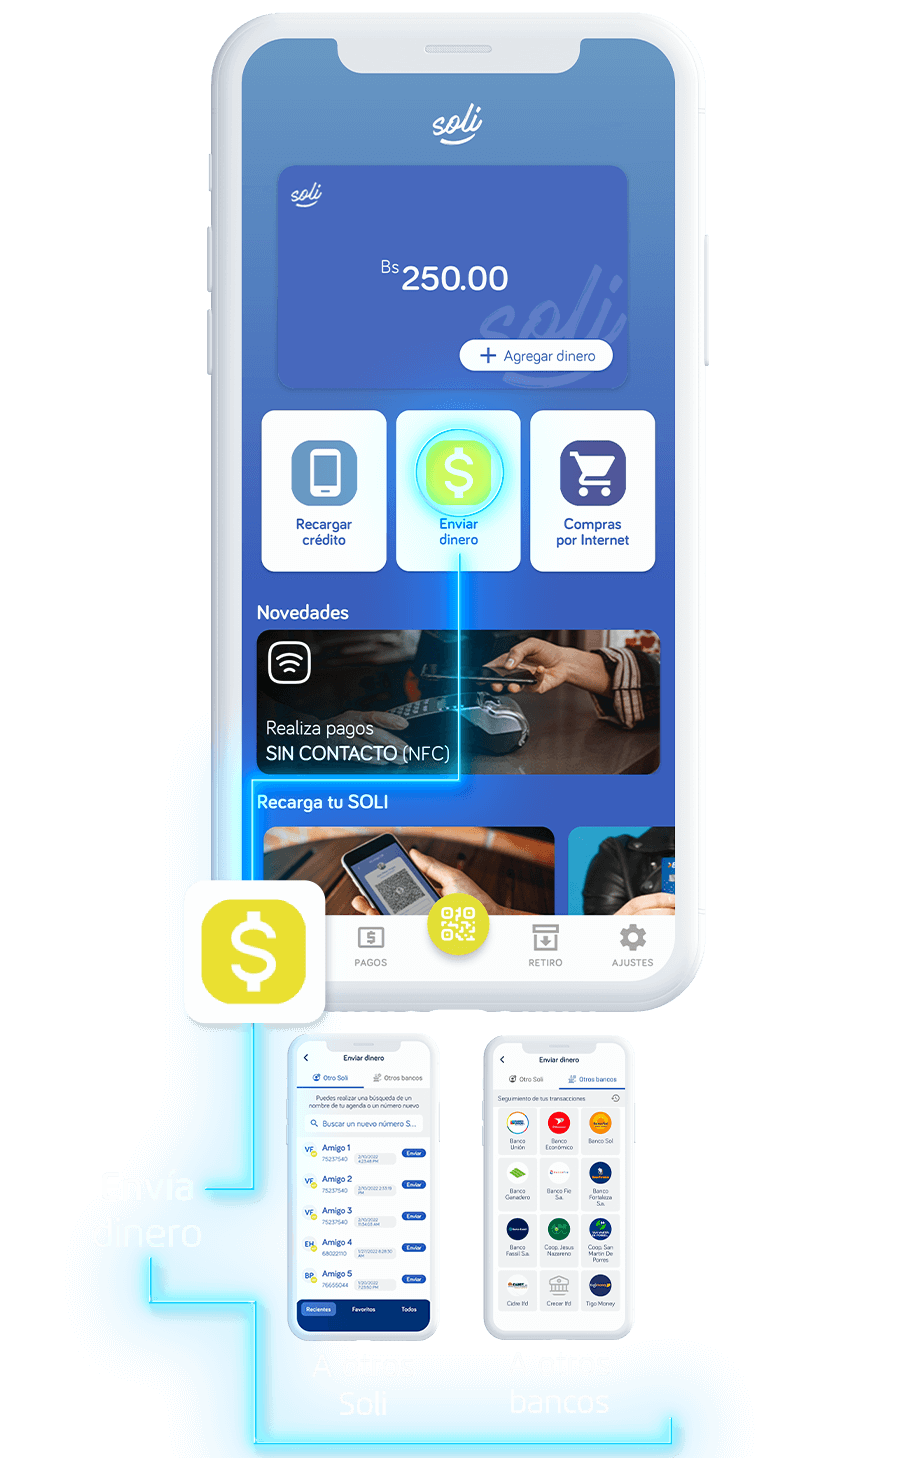 soli
soli
Bs 250.00
soli
+ Agregar dinero
Recargar
crédito
Enviar
dinero
Compras
por Internet
Novedades
Realiza pagos
SIN CONTACTO (NFC)
Recarga tu SOLI
PAGOS
RETIRO
AJUSTES
Enviar dinero
Otro Soli
Otros bancos
Puedes realizar una búsqueda de un
nombre de tu agenda o un número nuevo
Buscar un nuevo número S...
VF
Amigo 1
75237540
Enviar
VF
Amigo 2
75237540
Enviar
VF
Amigo 3
75237540
Enviar
EH
Amigo 4
68022110
Enviar
BP
Amigo 5
76655044
Enviar
Recientes
Favoritos
Todos
Enviar dinero
Otro Soli
Otros bancos
Seguimiento de tus transacciones
Banco
Unión
Banco
Económico
Banco Sol
Banco
Ganadero
Banco Fie
S.a.
Banco
Fortaleza
S.a.
Banco
Fassil S.a.
Coop. Jesus
Nazareno
Coop. San
Martin De
Porres
Cidre Ifd
Crecer Ifd
Tigo Money
Envía
dinero
Soli
bancos